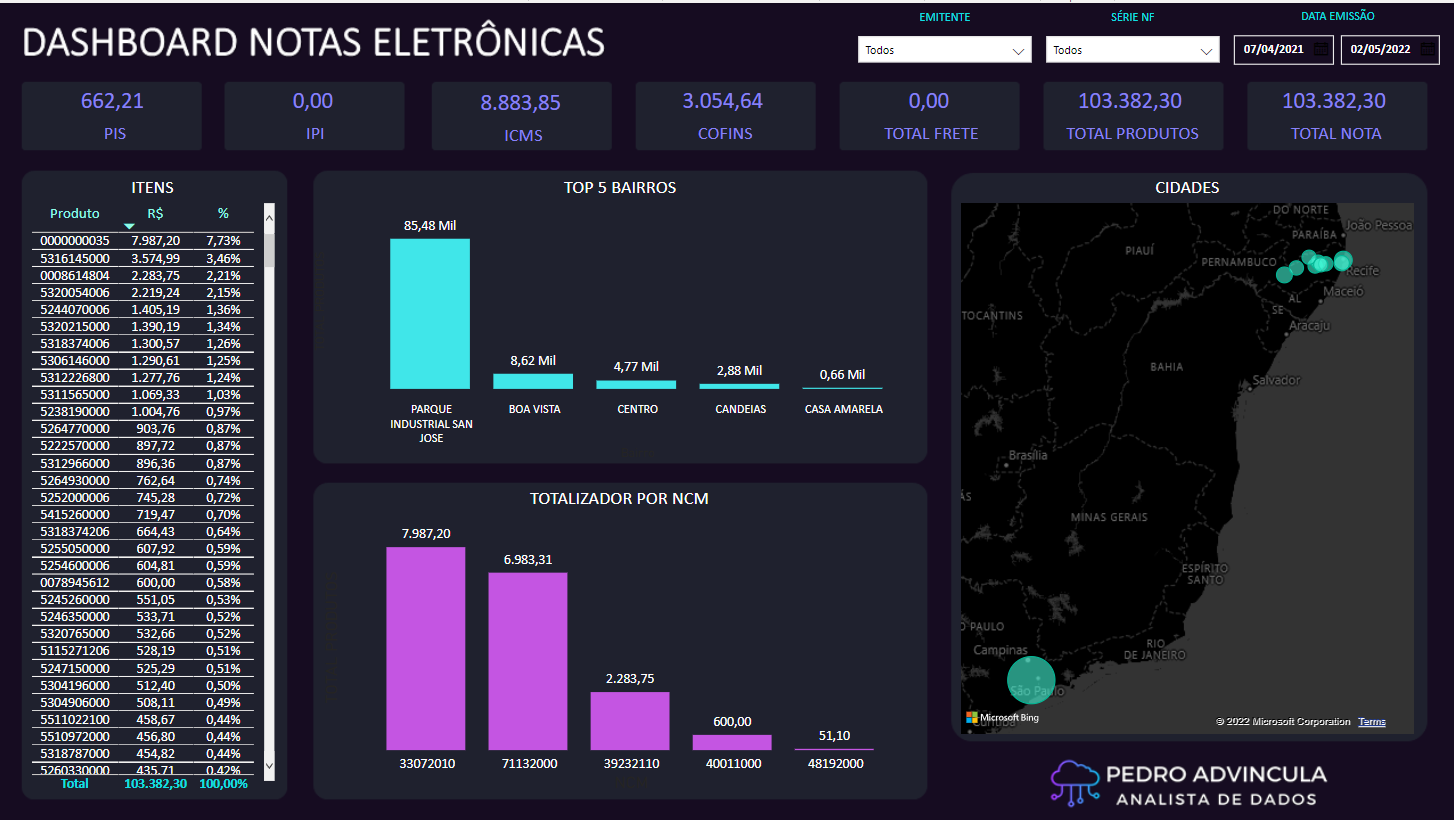 DASHBOARD NOTAS ELETRÔNICAS
EMITENTE
SÉRIE NF
DATA EMISSÃO
Todos
Todos
07/04/2021
02/05/2022
662,21
PIS
0,00
IPI
8.883,85
ICMS
3.054,64
COFINS
0,00
TOTAL FRETE
103.382,30
TOTAL PRODUTOS
103.382,30
TOTAL NOTA
ITENS
Produto R$ %
0000000035 7.987,20 7,73%
5316145000 3.574,99 3,46%
0008614804 2.283,75 2,21%
5320054006 2.219,24 2,15%
5244070006 1.405,19 1,36%
5320215000 1.390,19 1,34%
5318374006 1.300,57 1,26%
5306146000 1.290,61 1,25%
5312226800 1.277,76 1,24%
5311565000 1.069,33 1,03%
5238190000 1.004,76 0,97%
5264770000 903,76 0,87%
5222570000 897,72 0,87%
5312966000 896,36 0,87%
5264930000 762,64 0,74%
5252000006 745,28 0,72%
5415260000 719,47 0,70%
5318374206 664,43 0,64%
5255050000 607,92 0,59%
5254600006 604,81 0,59%
0078945612 600,00 0,58%
5245260000 551,05 0,53%
5246350000 533,71 0,52%
5320765000 532,66 0,52%
5115271206 528,19 0,51%
5247150000 525,29 0,51%
5304196000 512,40 0,50%
5304906000 508,11 0,49%
5511022100 458,67 0,44%
5510972000 456,80 0,44%
5318787000 454,82 0,44%
5260330000 435,71 0,42%
Total 103.382,30 100,00%
TOP 5 BAIRROS
85,48 Mil
8,62 Mil
4,77 Mil
2,88 Mil
0,66 Mil
PARQUE
INDUSTRIAL SAN
JOSE
BOA VISTA
CENTRO
CANDEIAS
CASA AMARELA
TOTALIZADOR POR NCM
7.987,20
6.983,31
2.283,75
600,00
51,10
33072010
71132000
39232110
40011000
48192000
CIDADES
DO NORTE
João Pessoa
PARAÍBA
PIAUÍ
PERNAMBUCO
Recife
Maceió
AL
SE
TOCANTINS
Aracaju
BAHIA
Salvador
Brasília
ÁS
MINAS GERAIS
ESPÍRITO
SANTO
O PAULO
RIO
DE JANEIRO
Campinas
São Paulo
Curitiba
Microsoft Bing
© 2022 Microsoft Corporation Terms
PEDRO ADVINCULA
ANALISTA DE DADOS